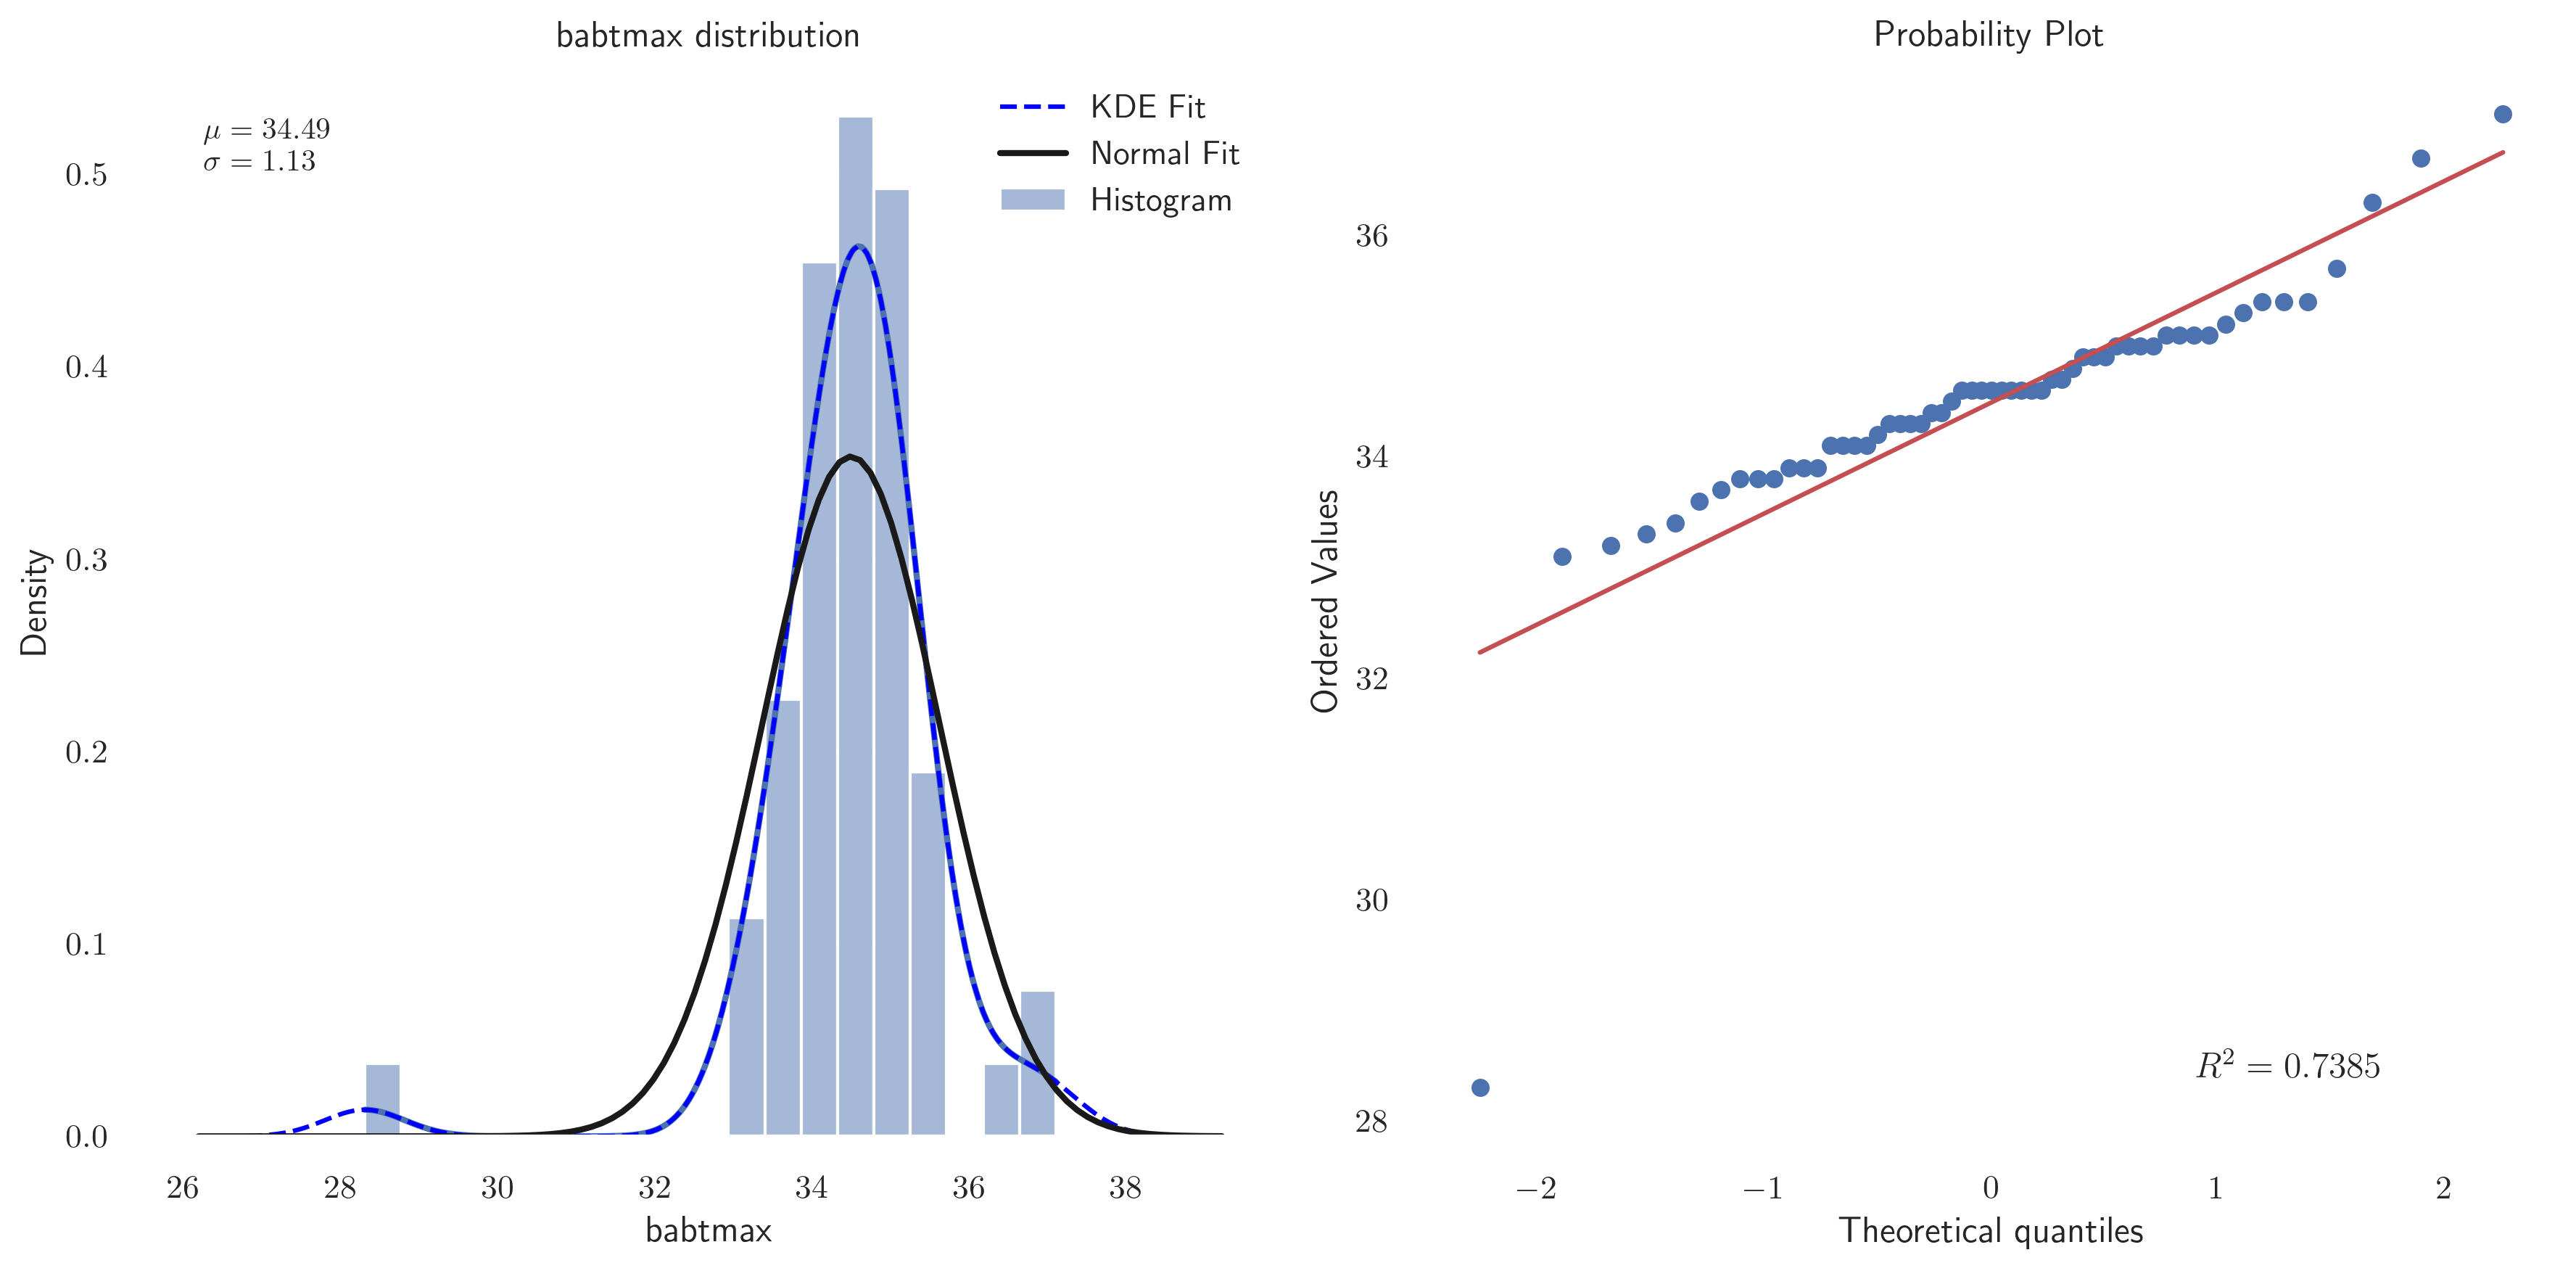 babtmax distribution
μ = 34.49
σ = 1.13
KDE Fit
Normal Fit
Histogram
0.5
0.4
0.3
0.2
0.1
0.0
Density
26 28 30 32 34 36 38
babtmax
Probability Plot
36
34
32
30
28
Ordered Values
R² = 0.7385
−2 −1 0 1 2
Theoretical quantiles